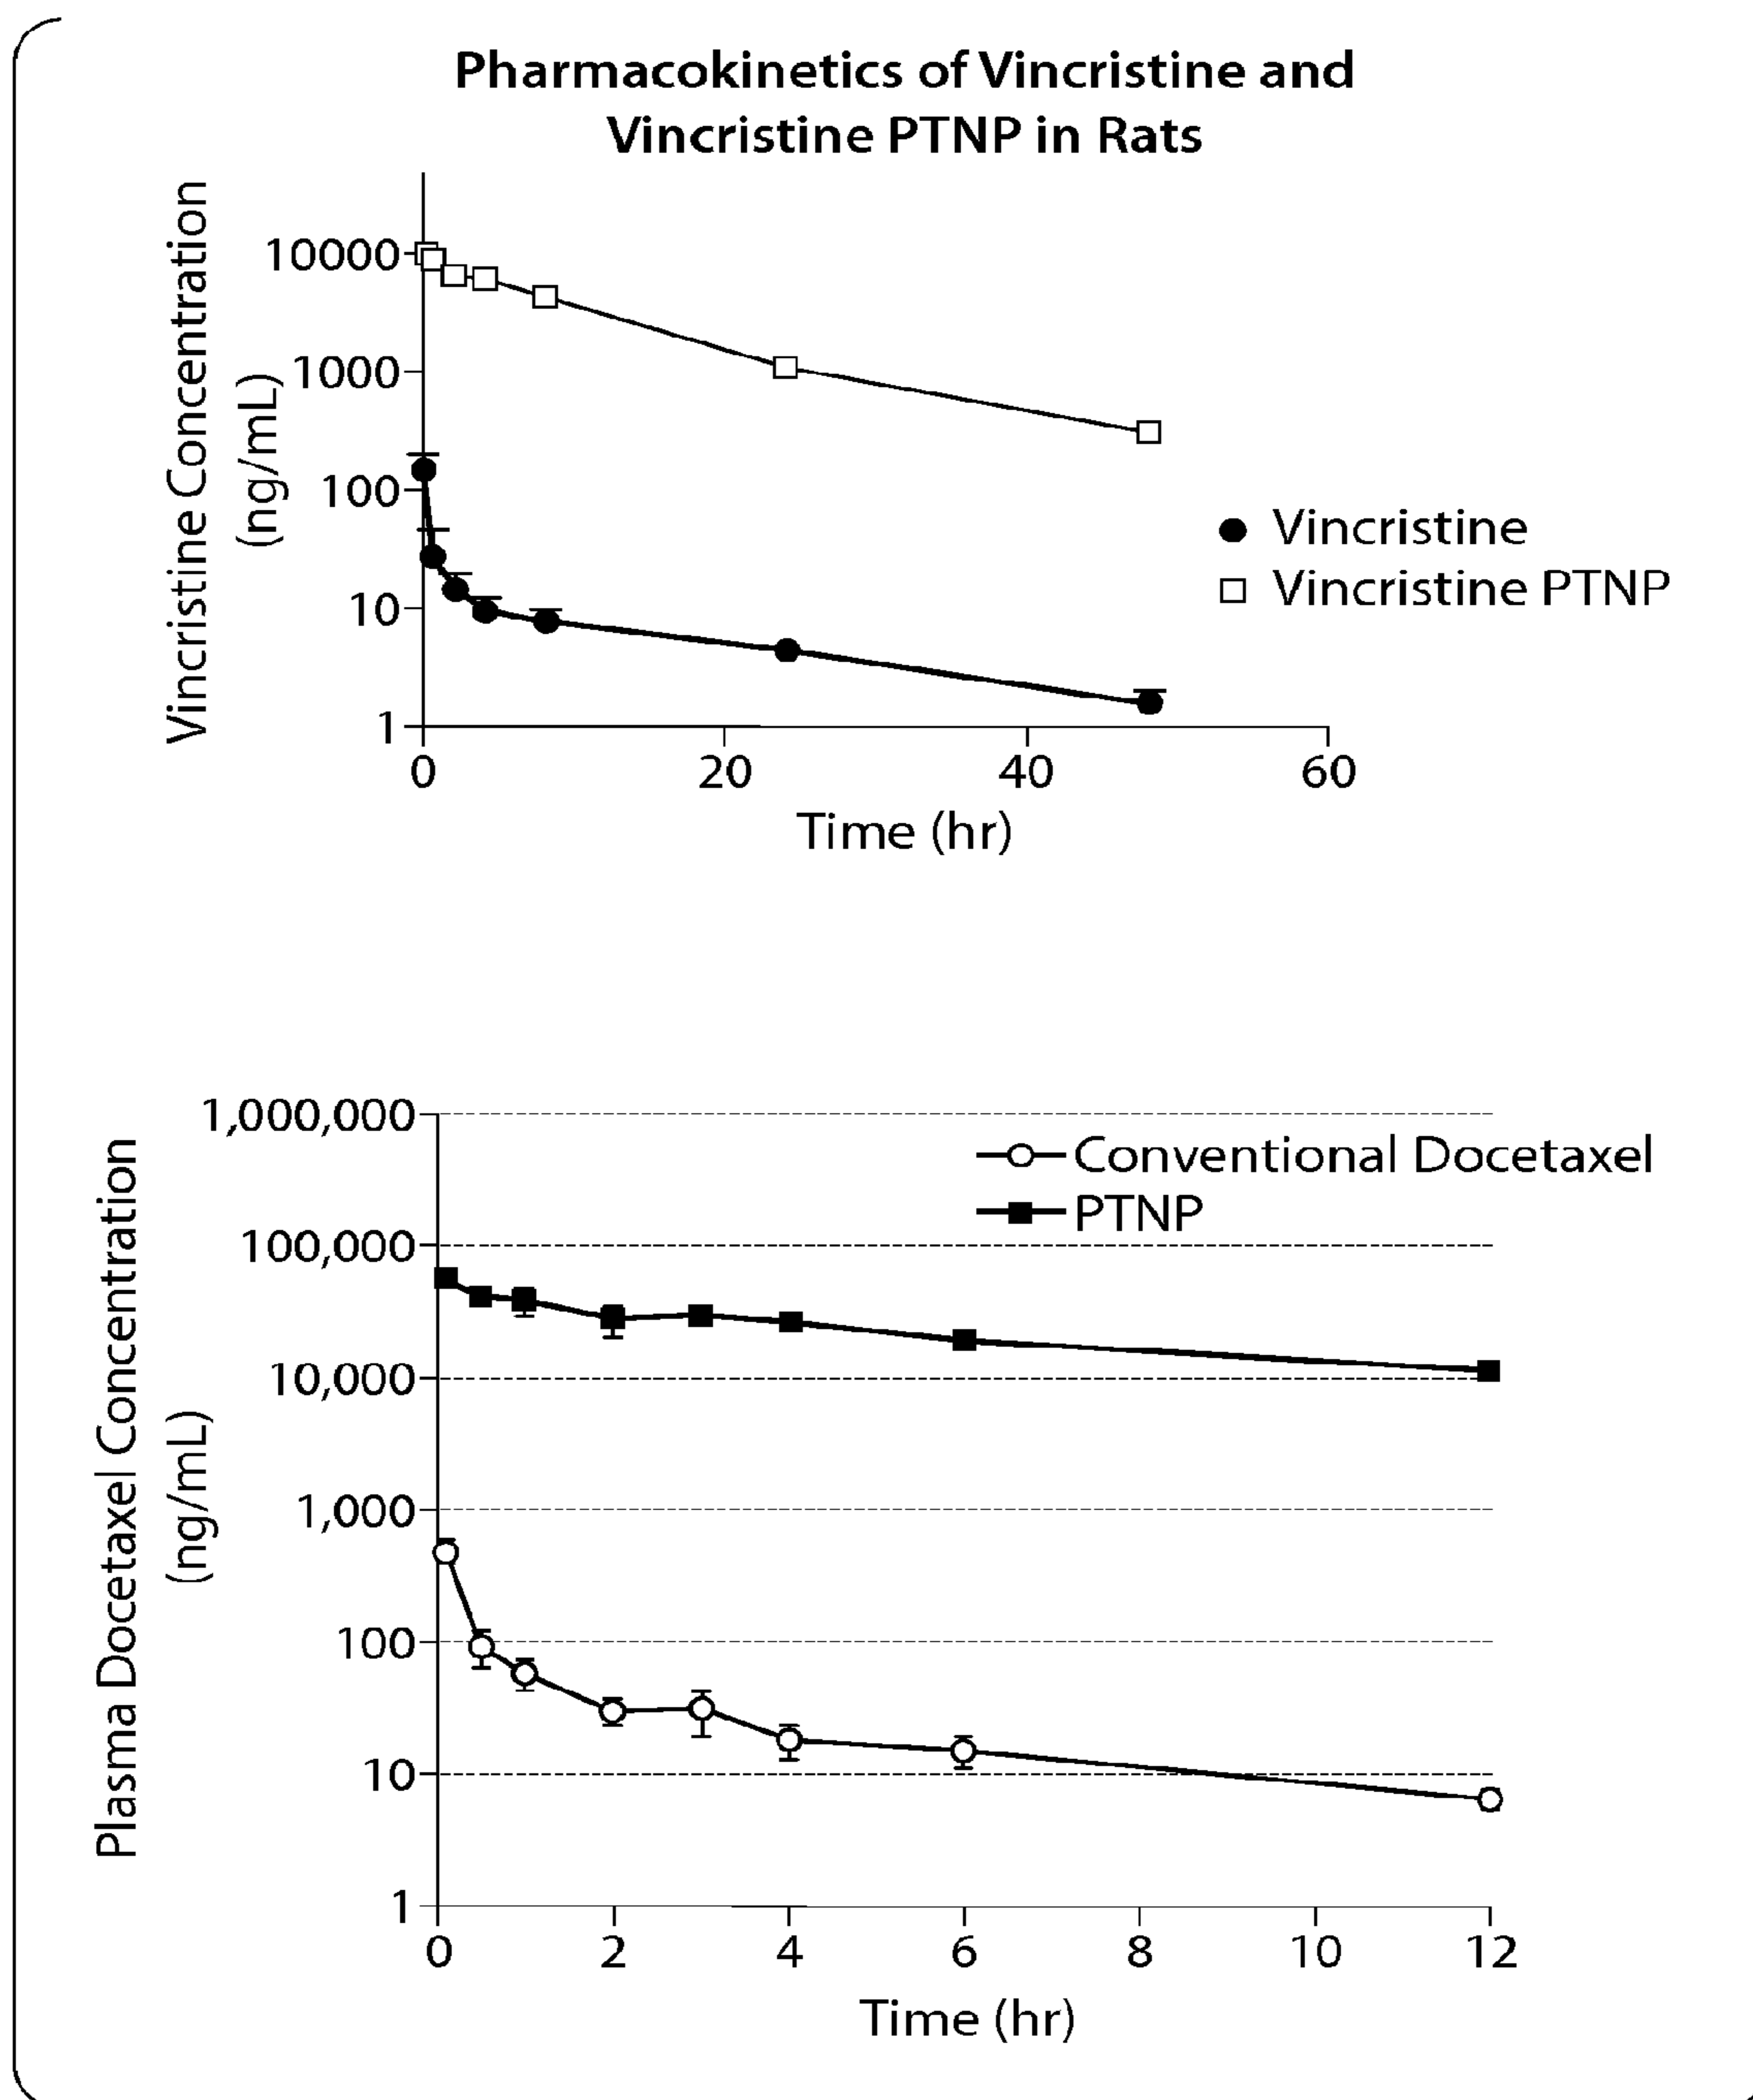 Pharmacokinetics of Vincristine and
Vincristine PTNP in Rats
Vincristine Concentration
(ng/mL)
10000
1000
100
10
1
0 20 40 60
Time (hr)
Vincristine
Vincristine PTNP
Plasma Docetaxel Concentration
(ng/mL)
1,000,000
100,000
10,000
1,000
100
10
1
0 2 4 6 8 10 12
Time (hr)
Conventional Docetaxel
PTNP